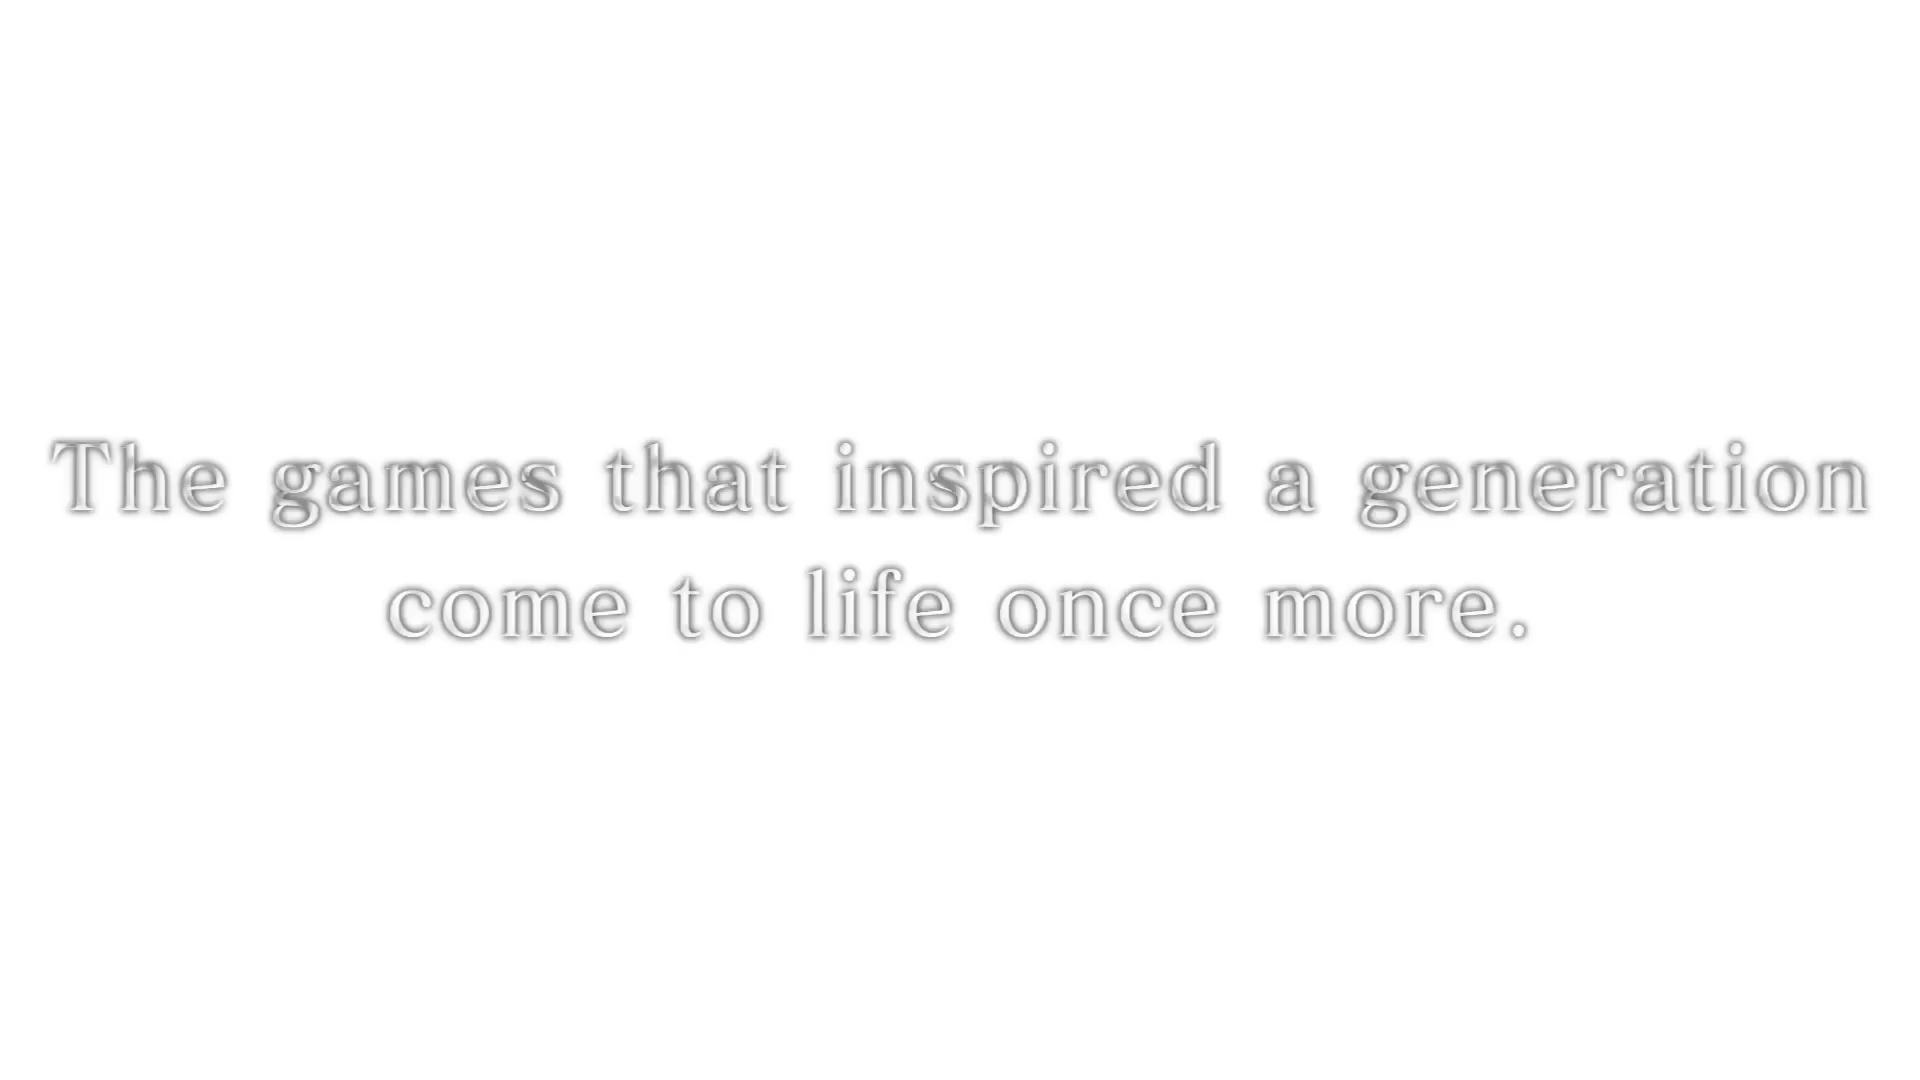 The games that inspired a generation
come to life once more.